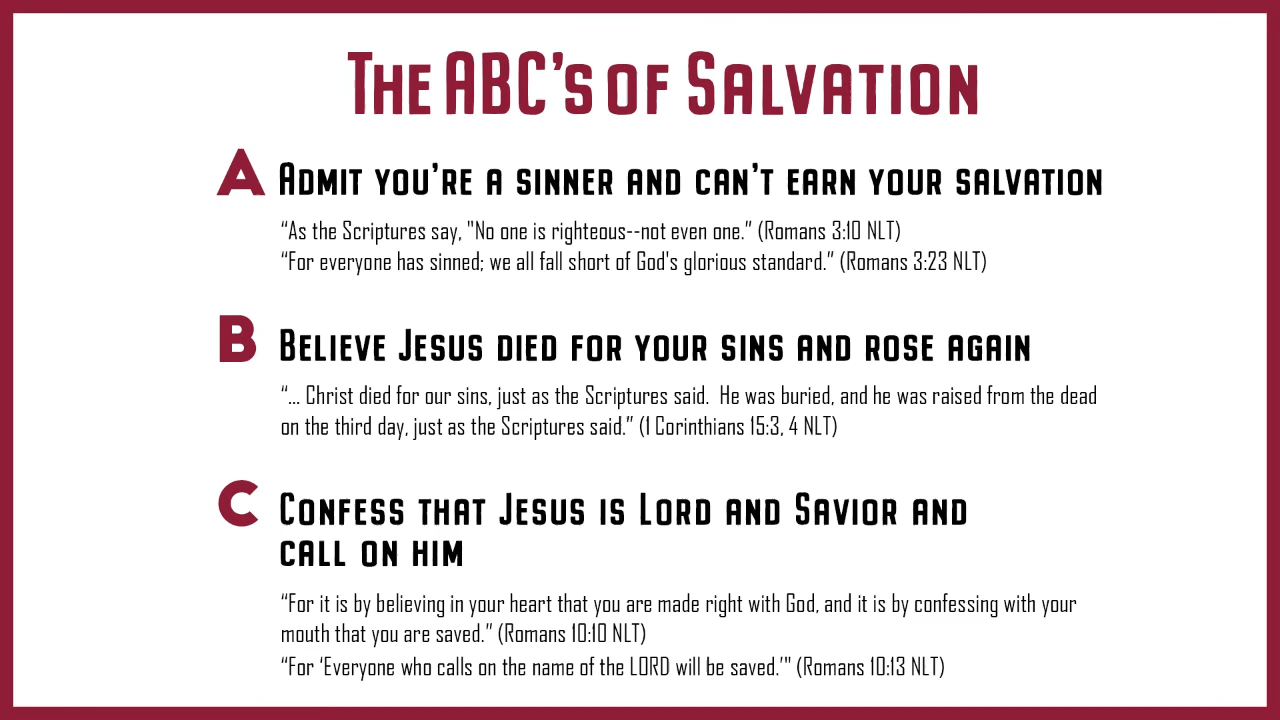 The ABC’s of Salvation
A Admit you’re a sinner and can’t earn your salvation
“As the Scriptures say, "No one is righteous--not even one.” (Romans 3:10 NLT)
“For everyone has sinned; we all fall short of God's glorious standard.” (Romans 3:23 NLT)
B Believe Jesus died for your sins and rose again
“... Christ died for our sins, just as the Scriptures said.  He was buried, and he was raised from the dead
on the third day, just as the Scriptures said.” (1 Corinthians 15:3, 4 NLT)
C Confess that Jesus is Lord and Savior and
call on him
“For it is by believing in your heart that you are made right with God, and it is by confessing with your
mouth that you are saved.” (Romans 10:10 NLT)
“For ‘Everyone who calls on the name of the LORD will be saved.’" (Romans 10:13 NLT)